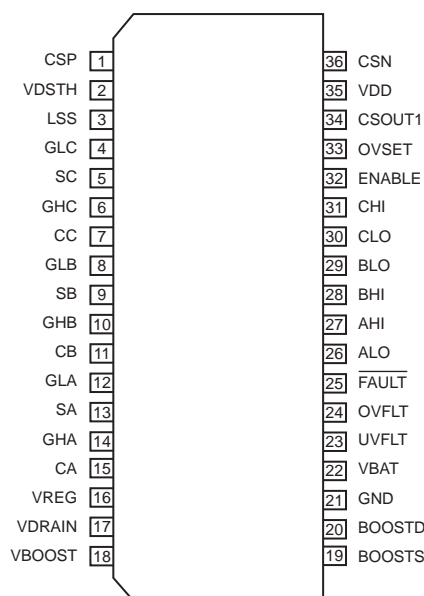 CSP 1 36 CSN
VDSTH 2 35 VDD
LSS 3 34 CSOUT1
GLC 4 33 OVSET
SC 5 32 ENABLE
GHC 6 31 CHI
CC 7 30 CLO
GLB 8 29 BLO
SB 9 28 BHI
GHB 10 27 AHI
CB 11 26 ALO
GLA 12 25 FAULT
SA 13 24 OVFLT
GHA 14 23 UVFLT
CA 15 22 VBAT
VREG 16 21 GND
VDRAIN 17 20 BOOSTD
VBOOST 18 19 BOOSTS